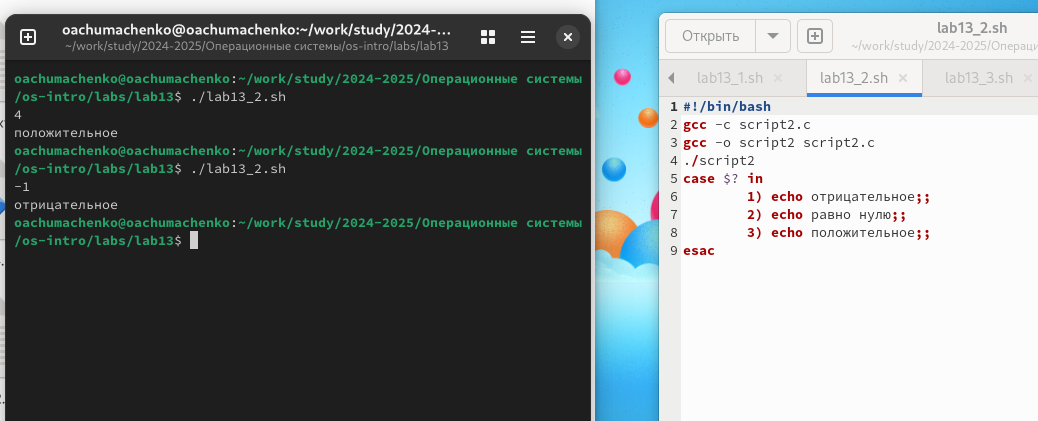 oachumachenko@oachumachenko:~/work/study/2024-...
~/work/study/2024-2025/Операционные системы/os-intro/labs/lab13
oachumachenko@oachumachenko:~/work/study/2024-2025/Операционные системы
/os-intro/labs/lab13$ ./lab13_2.sh
4
положительное
oachumachenko@oachumachenko:~/work/study/2024-2025/Операционные системы
/os-intro/labs/lab13$ ./lab13_2.sh
-1
отрицательное
oachumachenko@oachumachenko:~/work/study/2024-2025/Операционные системы
/os-intro/labs/lab13$
Открыть
lab13_2.sh
~/work/study/2024-2025/Операци
lab13_1.sh
lab13_2.sh
lab13_3.sh
1 #!/bin/bash
2 gcc -c script2.c
3 gcc -o script2 script2.c
4 ./script2
5 case $? in
6 1) echo отрицательное;;
7 2) echo равно нулю;;
8 3) echo положительное;;
9 esac